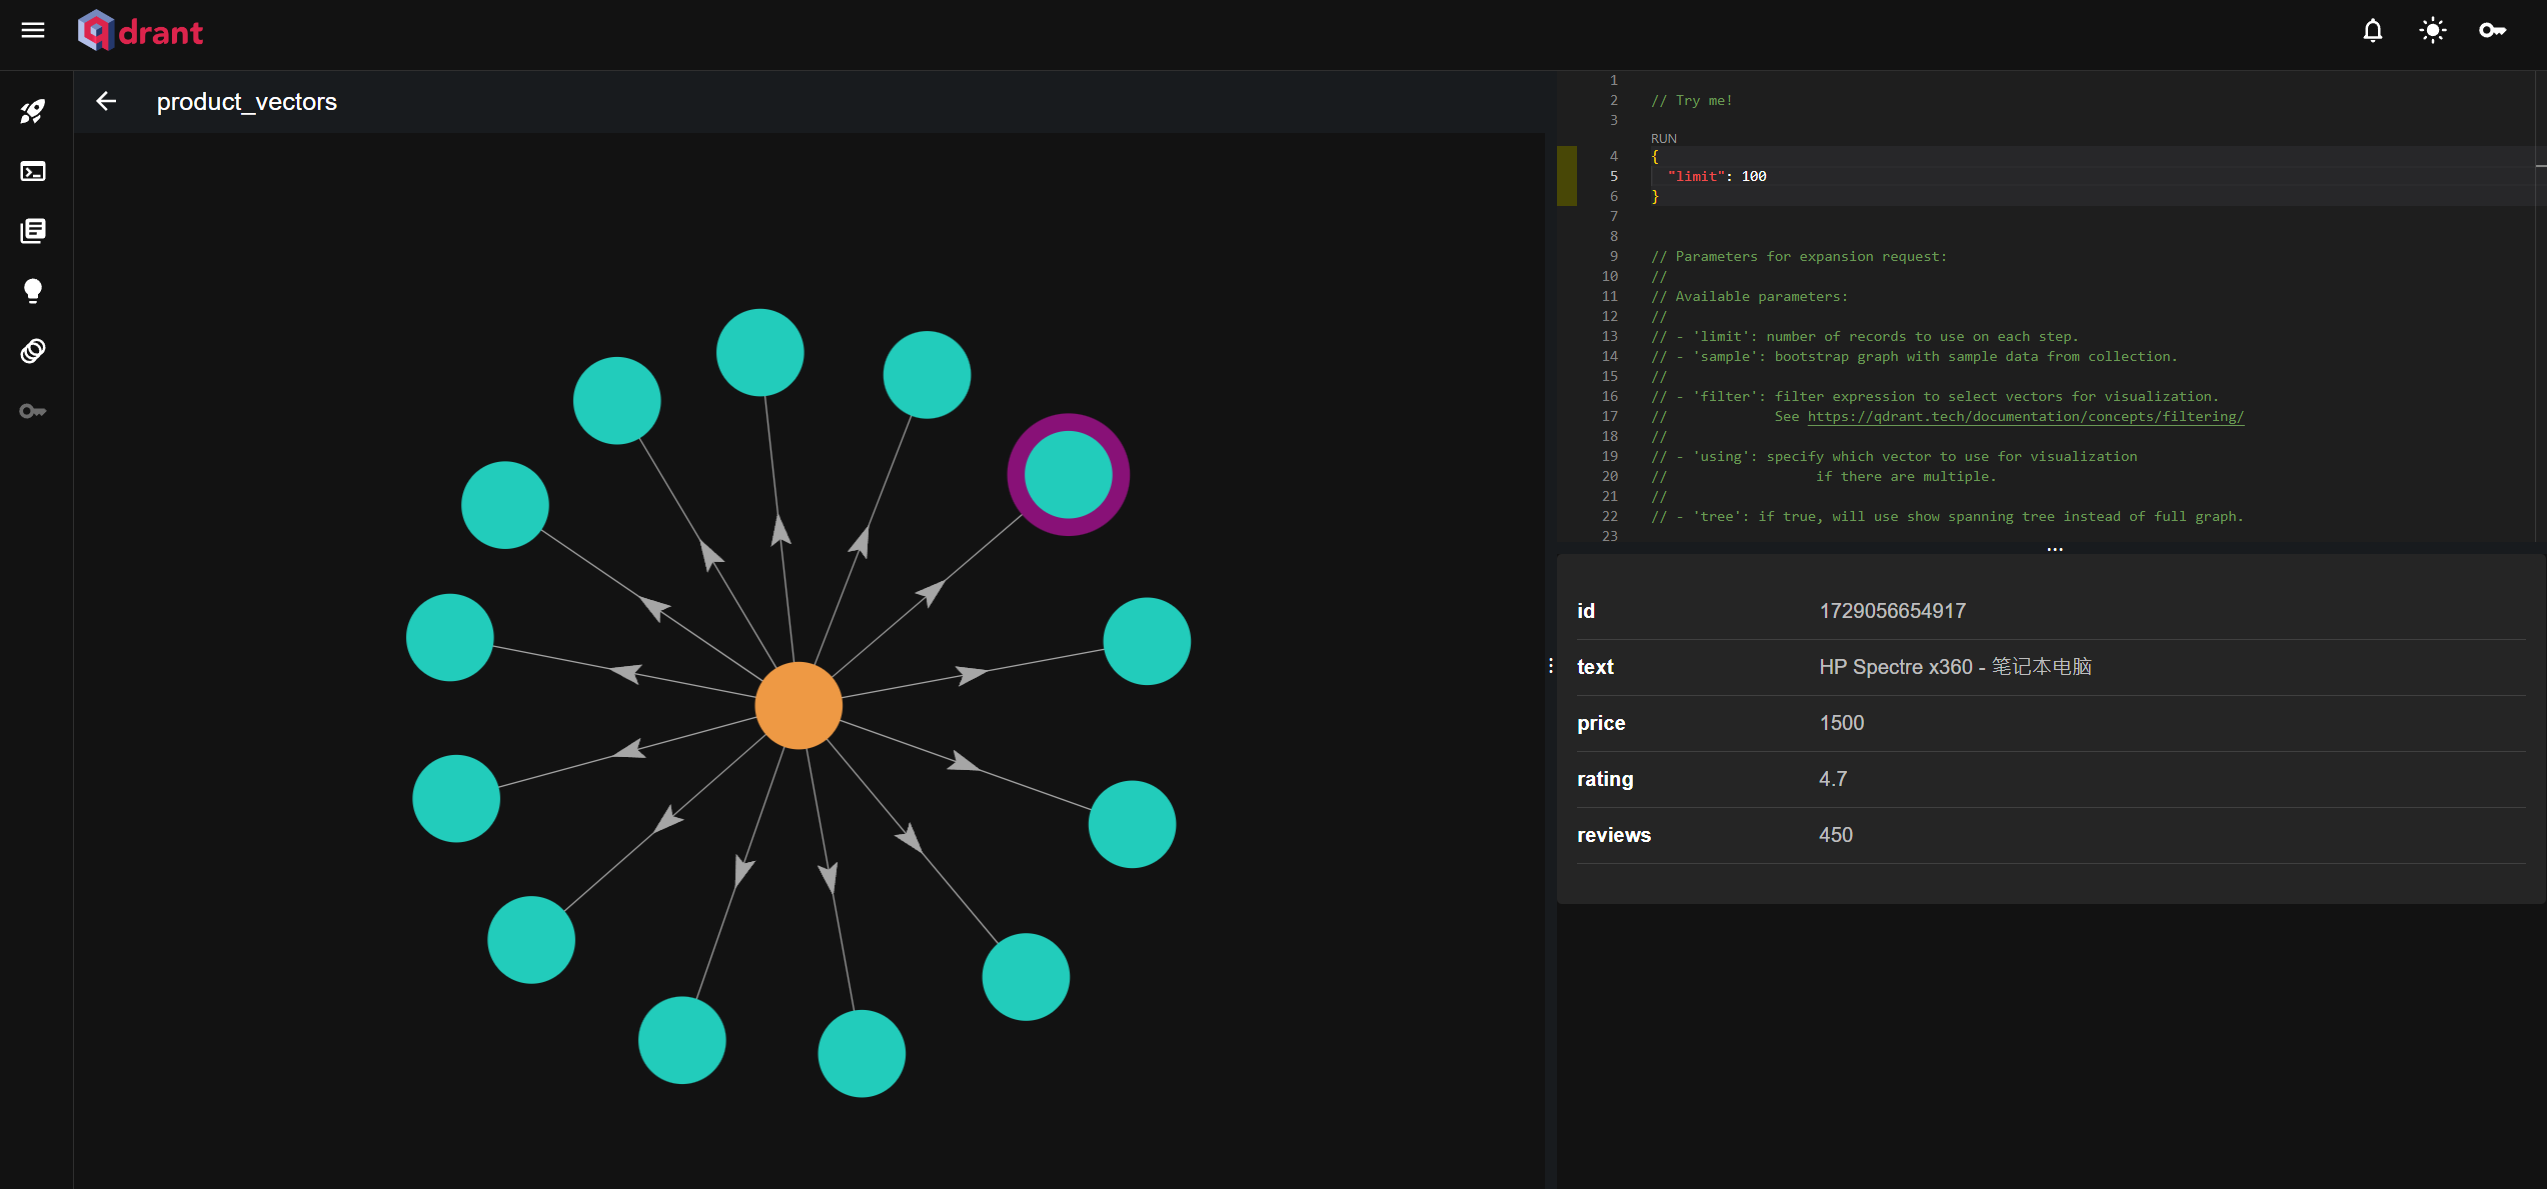 qdrant
product_vectors
1
2 // Try me!
3
RUN
4 {
5 "limit": 100
6 }
7
8
9 // Parameters for expansion request:
10 //
11 // Available parameters:
12 //
13 // - 'limit': number of records to use on each step.
14 // - 'sample': bootstrap graph with sample data from collection.
15 //
16 // - 'filter': filter expression to select vectors for visualization.
17 // See https://qdrant.tech/documentation/concepts/filtering/
18 //
19 // - 'using': specify which vector to use for visualization
20 // if there are multiple.
21 //
22 // - 'tree': if true, will use show spanning tree instead of full graph.
23
id 1729056654917
text HP Spectre x360 - 笔记本电脑
price 1500
rating 4.7
reviews 450